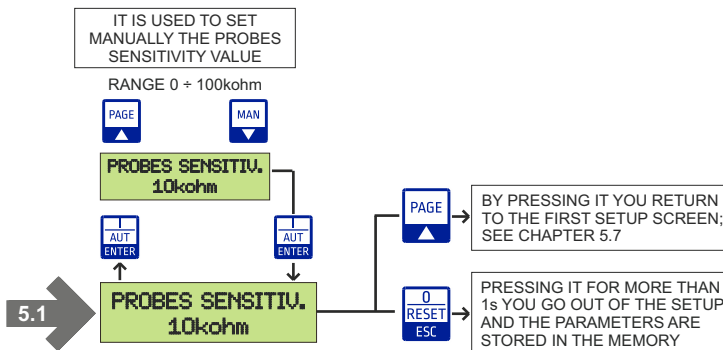 IT IS USED TO SET
MANUALLY THE PROBES
SENSITIVITY VALUE
RANGE 0 ÷ 100kohm
PAGE
MAN
PROBES SENSITIV.
10kohm
I
AUT
ENTER
I
AUT
ENTER
PAGE
BY PRESSING IT YOU RETURN
TO THE FIRST SETUP SCREEN;
SEE CHAPTER 5.7
5.1
PROBES SENSITIV.
10kohm
0
RESET
ESC
PRESSING IT FOR MORE THAN
1s YOU GO OUT OF THE SETUP
AND THE PARAMETERS ARE
STORED IN THE MEMORY